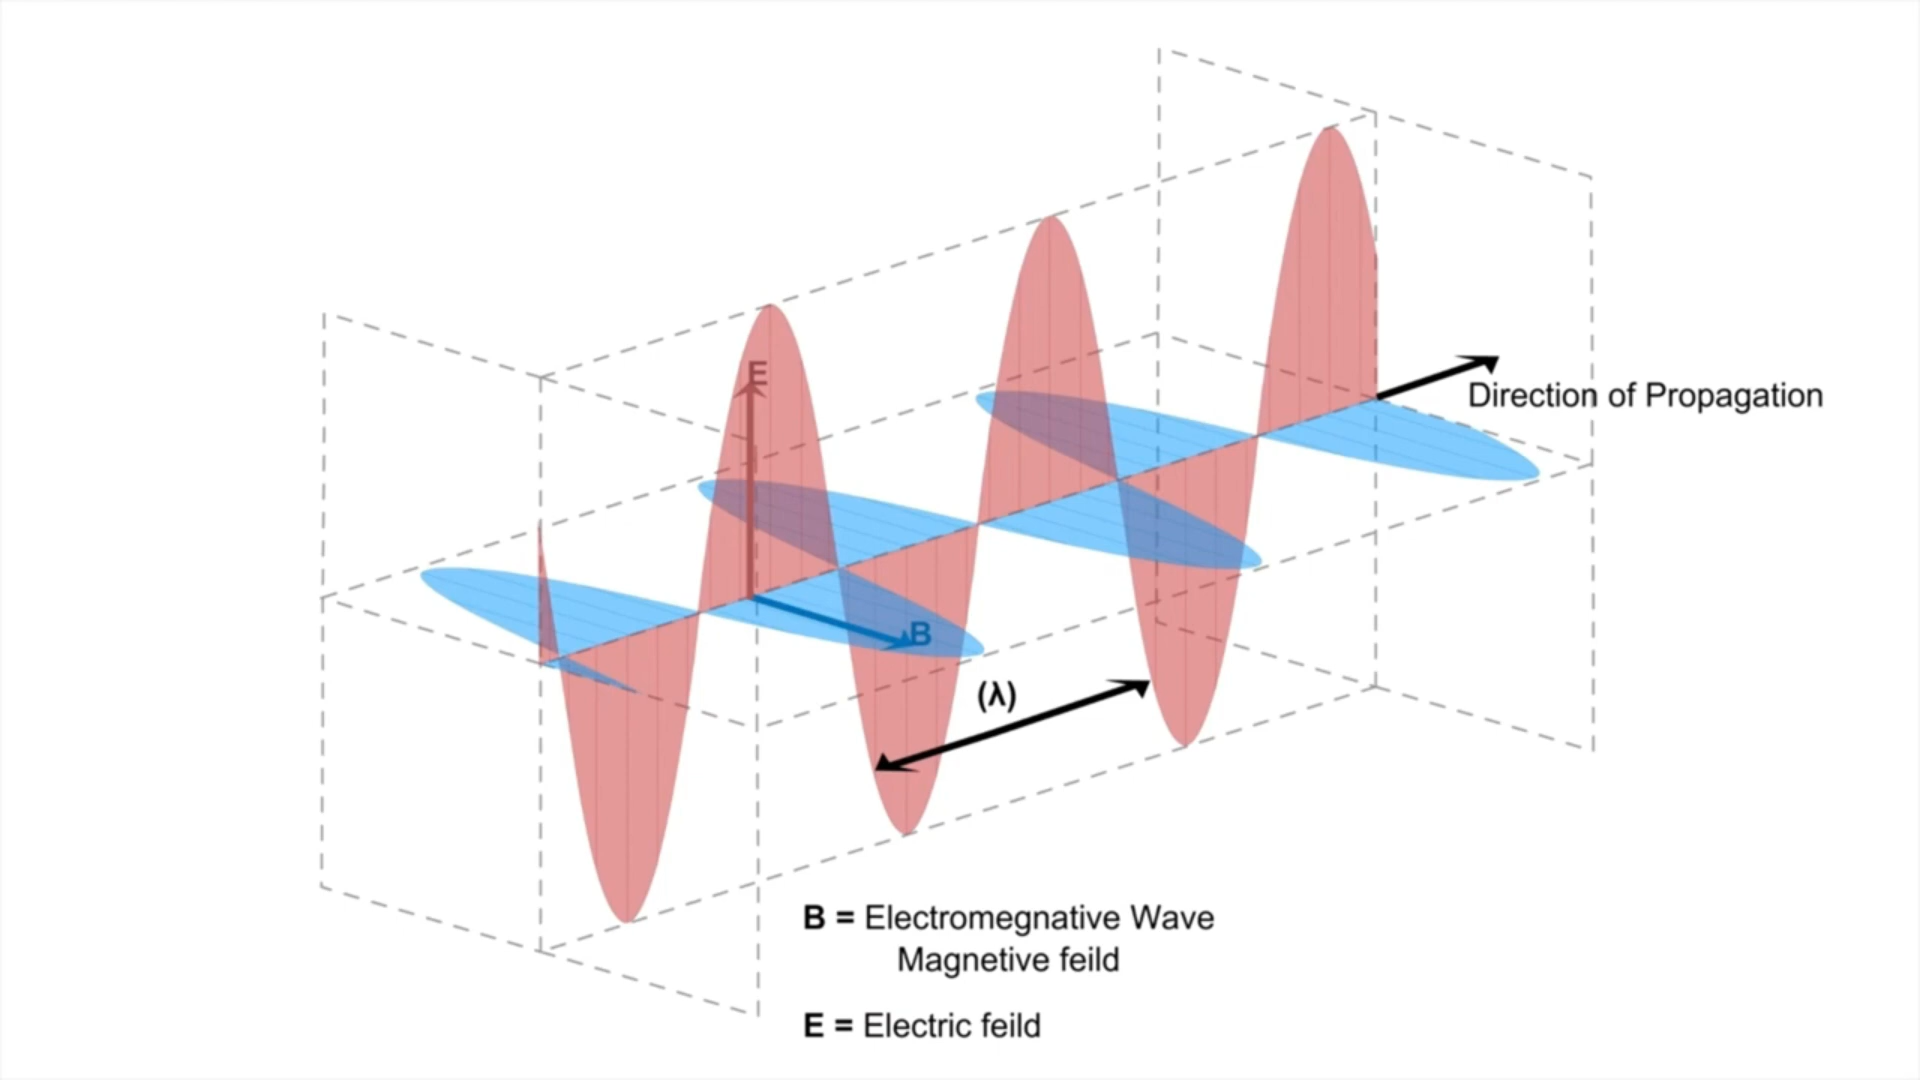 E
Direction of Propagation
B
(λ)
B = Electromegnative Wave
Magnetive feild
E = Electric feild